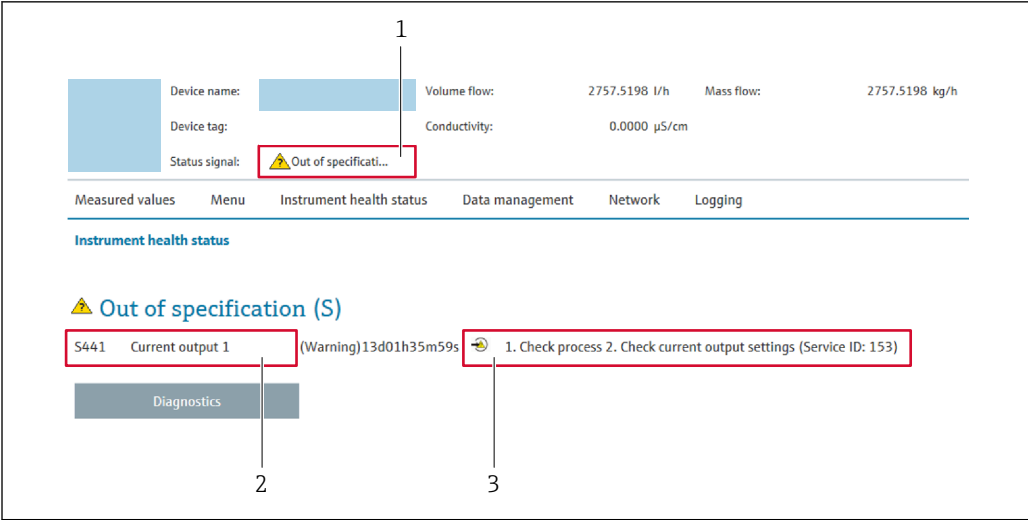 1
Device name: Volume flow: 2757.5198 l/h Mass flow: 2757.5198 kg/h
Device tag: Conductivity: 0.0000 µS/cm
Status signal: Out of specificati...
Measured values Menu Instrument health status Data management Network Logging
Instrument health status
Out of specification (S)
S441 Current output 1 (Warning)13d01h35m59s 1. Check process 2. Check current output settings (Service ID: 153)
Diagnostics
2 3